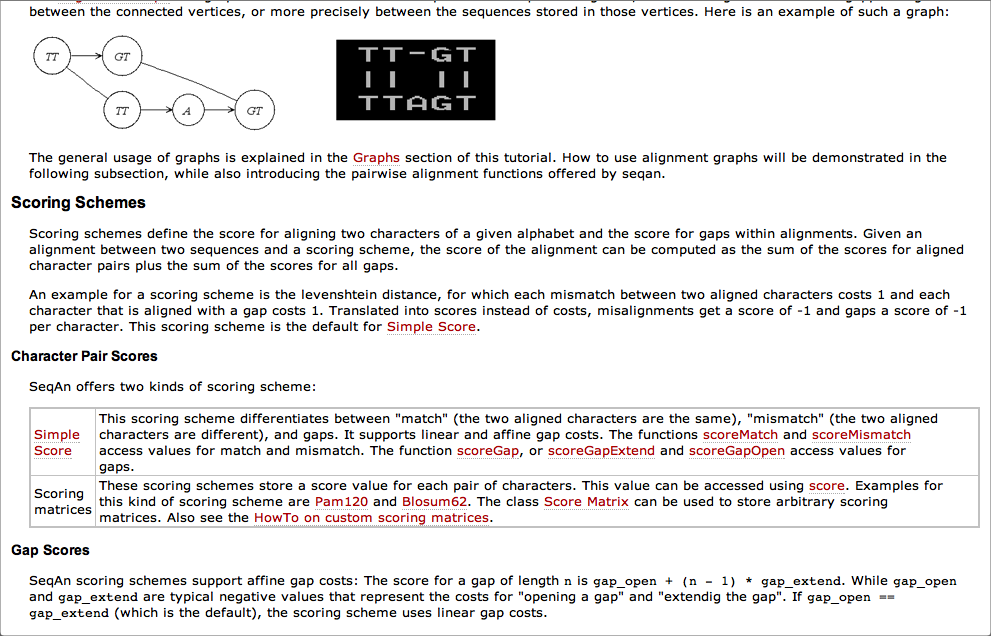 between the connected vertices, or more precisely between the sequences stored in those vertices. Here is an example of such a graph:
TT GT
TT A GT
TT-GT
|| ||
TTAGT
The general usage of graphs is explained in the Graphs section of this tutorial. How to use alignment graphs will be demonstrated in the
following subsection, while also introducing the pairwise alignment functions offered by seqan.
Scoring Schemes
Scoring schemes define the score for aligning two characters of a given alphabet and the score for gaps within alignments. Given an
alignment between two sequences and a scoring scheme, the score of the alignment can be computed as the sum of the scores for aligned
character pairs plus the sum of the scores for all gaps.
An example for a scoring scheme is the levenshtein distance, for which each mismatch between two aligned characters costs 1 and each
character that is aligned with a gap costs 1. Translated into scores instead of costs, misalignments get a score of -1 and gaps a score of -1
per character. This scoring scheme is the default for Simple Score.
Character Pair Scores
SeqAn offers two kinds of scoring scheme:
Simple
Score
This scoring scheme differentiates between "match" (the two aligned characters are the same), "mismatch" (the two aligned
characters are different), and gaps. It supports linear and affine gap costs. The functions scoreMatch and scoreMismatch
access values for match and mismatch. The function scoreGap, or scoreGapExtend and scoreGapOpen access values for
gaps.
Scoring
matrices
These scoring schemes store a score value for each pair of characters. This value can be accessed using score. Examples for
this kind of scoring scheme are Pam120 and Blosum62. The class Score Matrix can be used to store arbitrary scoring
matrices. Also see the HowTo on custom scoring matrices.
Gap Scores
SeqAn scoring schemes support affine gap costs: The score for a gap of length n is gap_open + (n - 1) * gap_extend. While gap_open
and gap_extend are typical negative values that represent the costs for "opening a gap" and "extendig the gap". If gap_open ==
gap_extend (which is the default), the scoring scheme uses linear gap costs.